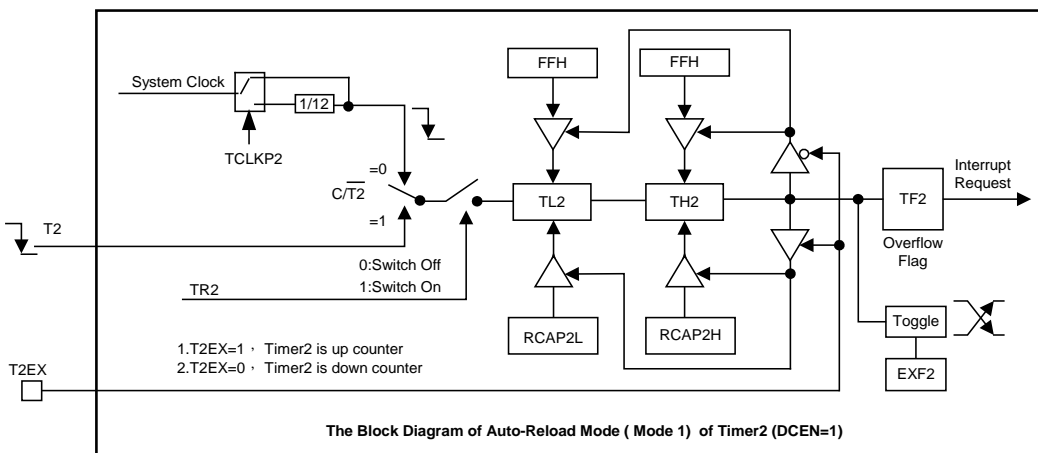 FFH
FFH
System Clock
1/12
TCLKP2
=0
C/T2
=1
TL2
TH2
TF2
Interrupt
Request
Overflow
Flag
T2
0:Switch Off
1:Switch On
TR2
RCAP2L
RCAP2H
Toggle
EXF2
1.T2EX=1， Timer2 is up counter
2.T2EX=0， Timer2 is down counter
T2EX
The Block Diagram of Auto-Reload Mode ( Mode 1) of Timer2 (DCEN=1)